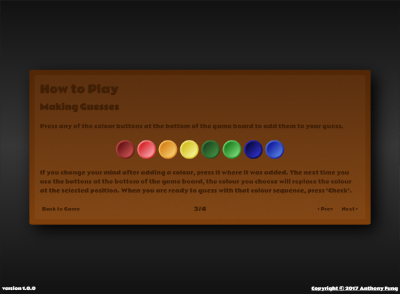 How to Play
Making Guesses
Press any of the colour buttons at the bottom of the game board to add them to your guess.
If you change your mind after adding a colour, press it where it was added. The next time you
use the buttons at the bottom of the game board, the colour you choose will replace the colour
at the selected position. When you are ready to guess with that colour sequence, press 'Check'.
Back to Game
3/6
< Prev
Next >
version 1.0.0
Copyright © 2017 Anthony Fung